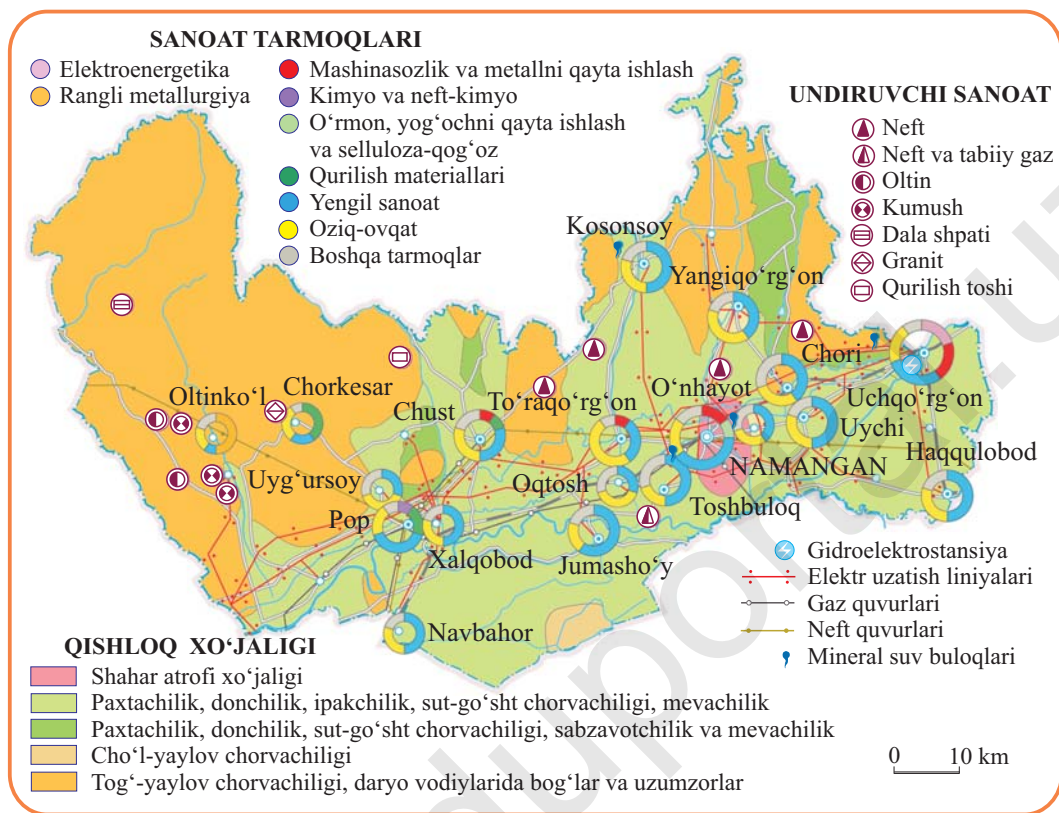 SANOAT TARMOQLARI
Elektroenergetika
Rangli metallurgiya
Mashinasozlik va metallni qayta ishlash
Kimyo va neft-kimyo
O‘rmon, yog‘ochni qayta ishlash
va selluloza-qog‘oz
Qurilish materiallari
Yengil sanoat
Oziq-ovqat
Boshqa tarmoqlar
UNDIRUVCHI SANOAT
Neft
Neft va tabiiy gaz
Oltin
Kumush
Dala shpati
Granit
Qurilish toshi
Kosonsoy
Yangiqo‘rg‘on
Chori
Oltinko‘l
Chorkesar
Chust
To‘raqo‘rg‘on
O‘nhayot
Uchqo‘rg‘on
Uychi
Haqqulobod
NAMANGAN
Uyg‘ursoy
Oqtosh
Toshbuloq
Pop
Xalqobod
Jumasho‘y
Navbahor
Gidroelektrostansiya
Elektr uzatish liniyalari
Gaz quvurlari
Neft quvurlari
Mineral suv buloqlari
QISHLOQ XO‘JALIGI
Shahar atrofi xo‘jaligi
Paxtachilik, donchilik, ipakchilik, sut-go‘sht chorvachiligi, mevachilik
Paxtachilik, donchilik, sut-go‘sht chorvachiligi, sabzavotchilik va mevachilik
Cho‘l-yaylov chorvachiligi
Tog‘-yaylov chorvachiligi, daryo vodiylarida bog‘lar va uzumzorlar
0 10 km